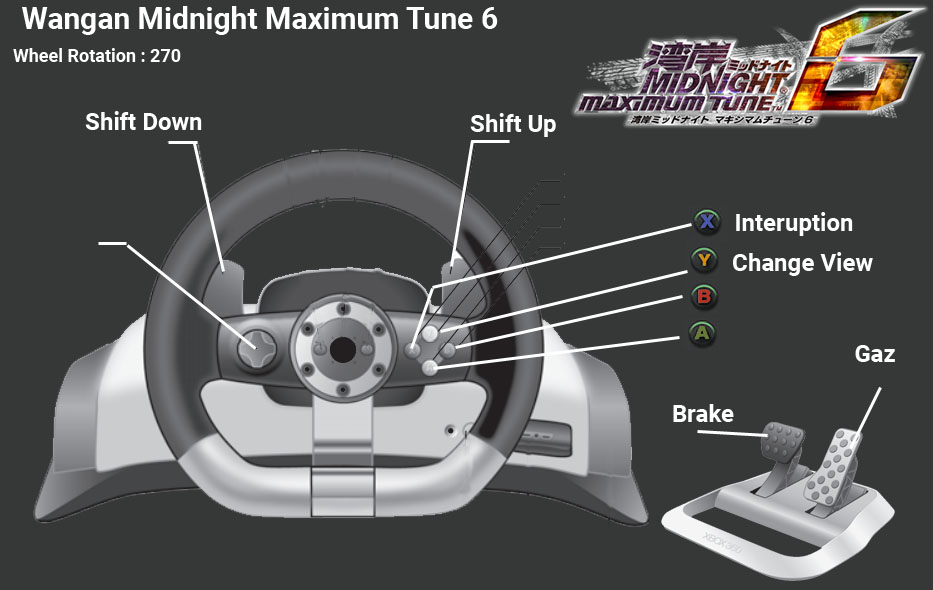 Wangan Midnight Maximum Tune 6
Wheel Rotation : 270
湾岸
ミッドナイト
MIDNIGHT
MAXIMUM TUNE
6
湾岸ミッドナイト マキシマムチューン6
Shift Down
Shift Up
X Interuption
Y Change View
B
A
Gaz
Brake
XBOX 360